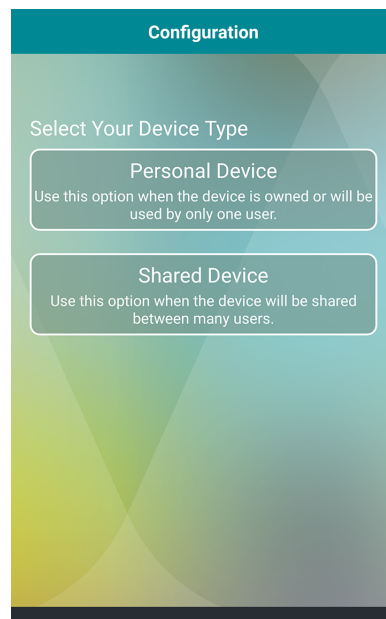 Configuration
Select Your Device Type
Personal Device
Use this option when the device is owned or will be
used by only one user.
Shared Device
Use this option when the device will be shared
between many users.